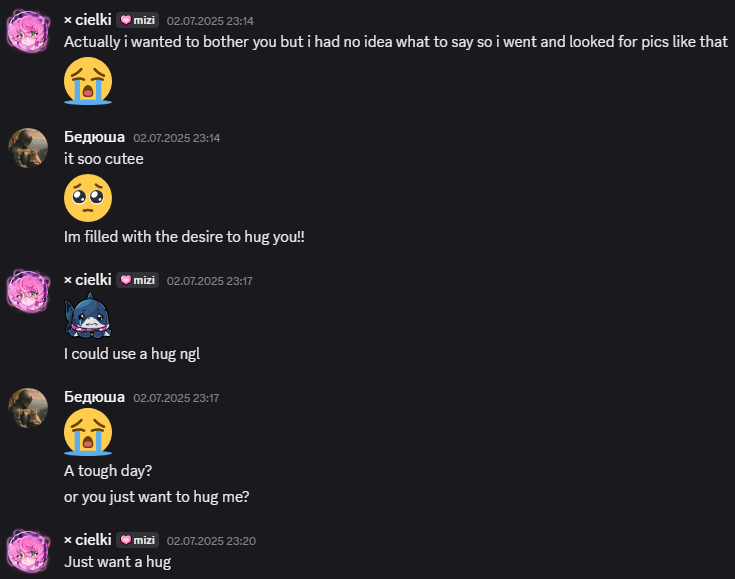 × cielki mizi 02.07.2025 23:14
Actually i wanted to bother you but i had no idea what to say so i went and looked for pics like that
Бедюша 02.07.2025 23:14
it soo cutee
Im filled with the desire to hug you!!
× cielki mizi 02.07.2025 23:17
I could use a hug ngl
Бедюша 02.07.2025 23:17
A tough day?
or you just want to hug me?
× cielki mizi 02.07.2025 23:20
Just want a hug